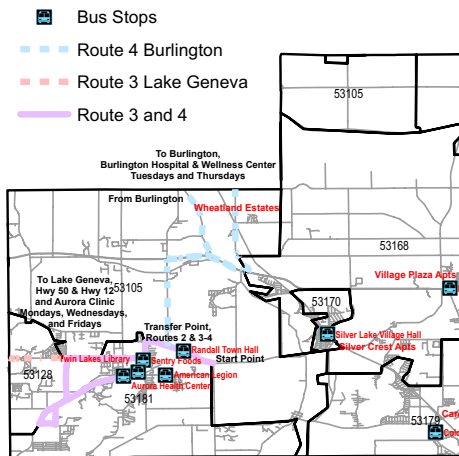 Bus Stops
Route 4 Burlington
Route 3 Lake Geneva
Route 3 and 4
53105
To Burlington,
Burlington Hospital & Wellness Center
Tuesdays and Thursdays
From Burlington
Wheatland Estates
53168
To Lake Geneva,
Hwy 50 & Hwy 12
and Aurora Clinic
Mondays, Wednesdays,
and Fridays
53105
Village Plaza Apts
53170
Transfer Point,
Routes 2 & 3-4
Silver Lake Village Hall
Silver Crest Apts
Randall Town Hall
Start Point
Twin Lakes Library
Sentry Foods
53128
American Legion
Aurora Health Center
53181
53179